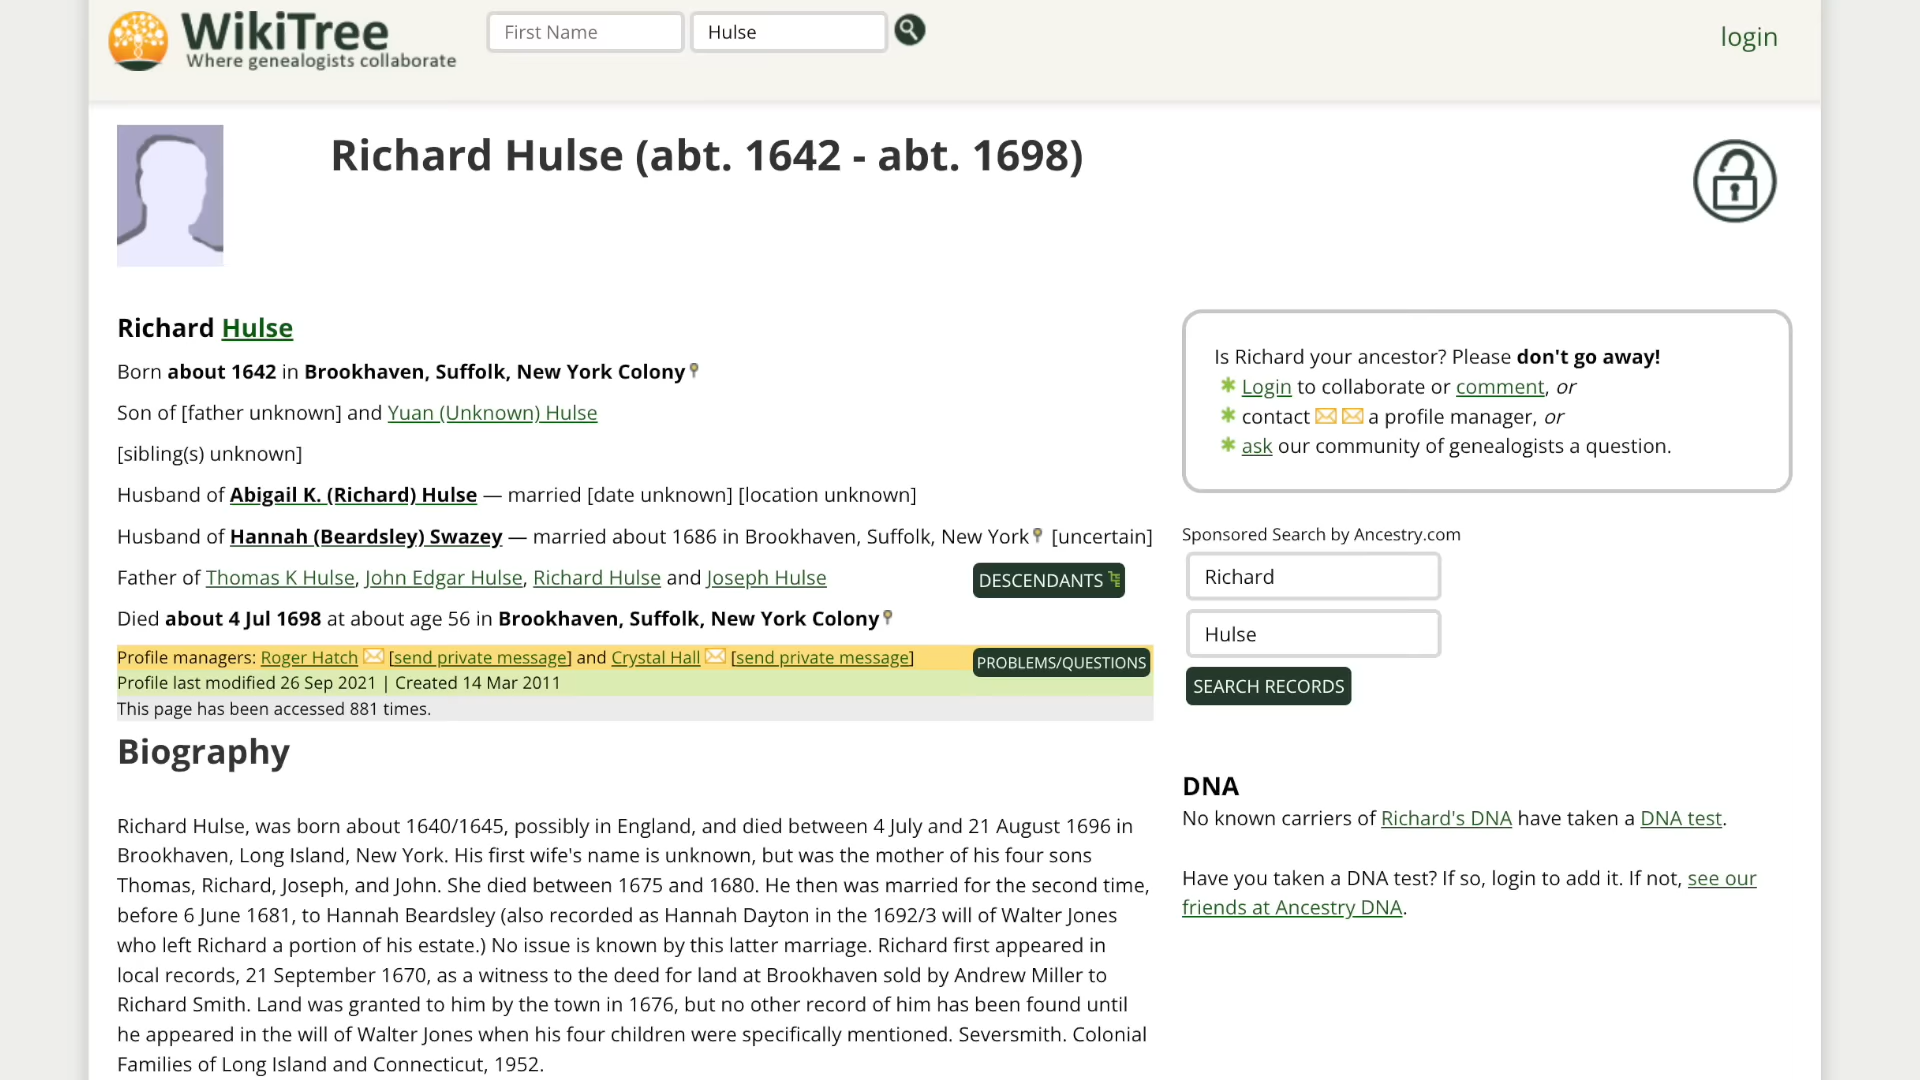 WikiTree
Where genealogists collaborate
First Name
Hulse
login
Richard Hulse (abt. 1642 - abt. 1698)
Richard Hulse
Born about 1642 in Brookhaven, Suffolk, New York Colony
Son of [father unknown] and Yuan (Unknown) Hulse
[sibling(s) unknown]
Husband of Abigail K. (Richard) Hulse — married [date unknown] [location unknown]
Husband of Hannah (Beardsley) Swazey — married about 1686 in Brookhaven, Suffolk, New York [uncertain]
Father of Thomas K Hulse, John Edgar Hulse, Richard Hulse and Joseph Hulse
DESCENDANTS
Died about 4 Jul 1698 at about age 56 in Brookhaven, Suffolk, New York Colony
Profile managers: Roger Hatch [send private message] and Crystal Hall [send private message]
PROBLEMS/QUESTIONS
Profile last modified 26 Sep 2021 | Created 14 Mar 2011
This page has been accessed 881 times.
Biography
Richard Hulse, was born about 1640/1645, possibly in England, and died between 4 July and 21 August 1696 in
Brookhaven, Long Island, New York. His first wife's name is unknown, but was the mother of his four sons
Thomas, Richard, Joseph, and John. She died between 1675 and 1680. He then was married for the second time,
before 6 June 1681, to Hannah Beardsley (also recorded as Hannah Dayton in the 1692/3 will of Walter Jones
who left Richard a portion of his estate.) No issue is known by this latter marriage. Richard first appeared in
local records, 21 September 1670, as a witness to the deed for land at Brookhaven sold by Andrew Miller to
Richard Smith. Land was granted to him by the town in 1676, but no other record of him has been found until
he appeared in the will of Walter Jones when his four children were specifically mentioned. Seversmith. Colonial
Families of Long Island and Connecticut, 1952.
Is Richard your ancestor? Please don't go away!
Login to collaborate or comment, or
contact a profile manager, or
ask our community of genealogists a question.
Sponsored Search by Ancestry.com
Richard
Hulse
SEARCH RECORDS
DNA
No known carriers of Richard's DNA have taken a DNA test.
Have you taken a DNA test? If so, login to add it. If not, see our
friends at Ancestry DNA.